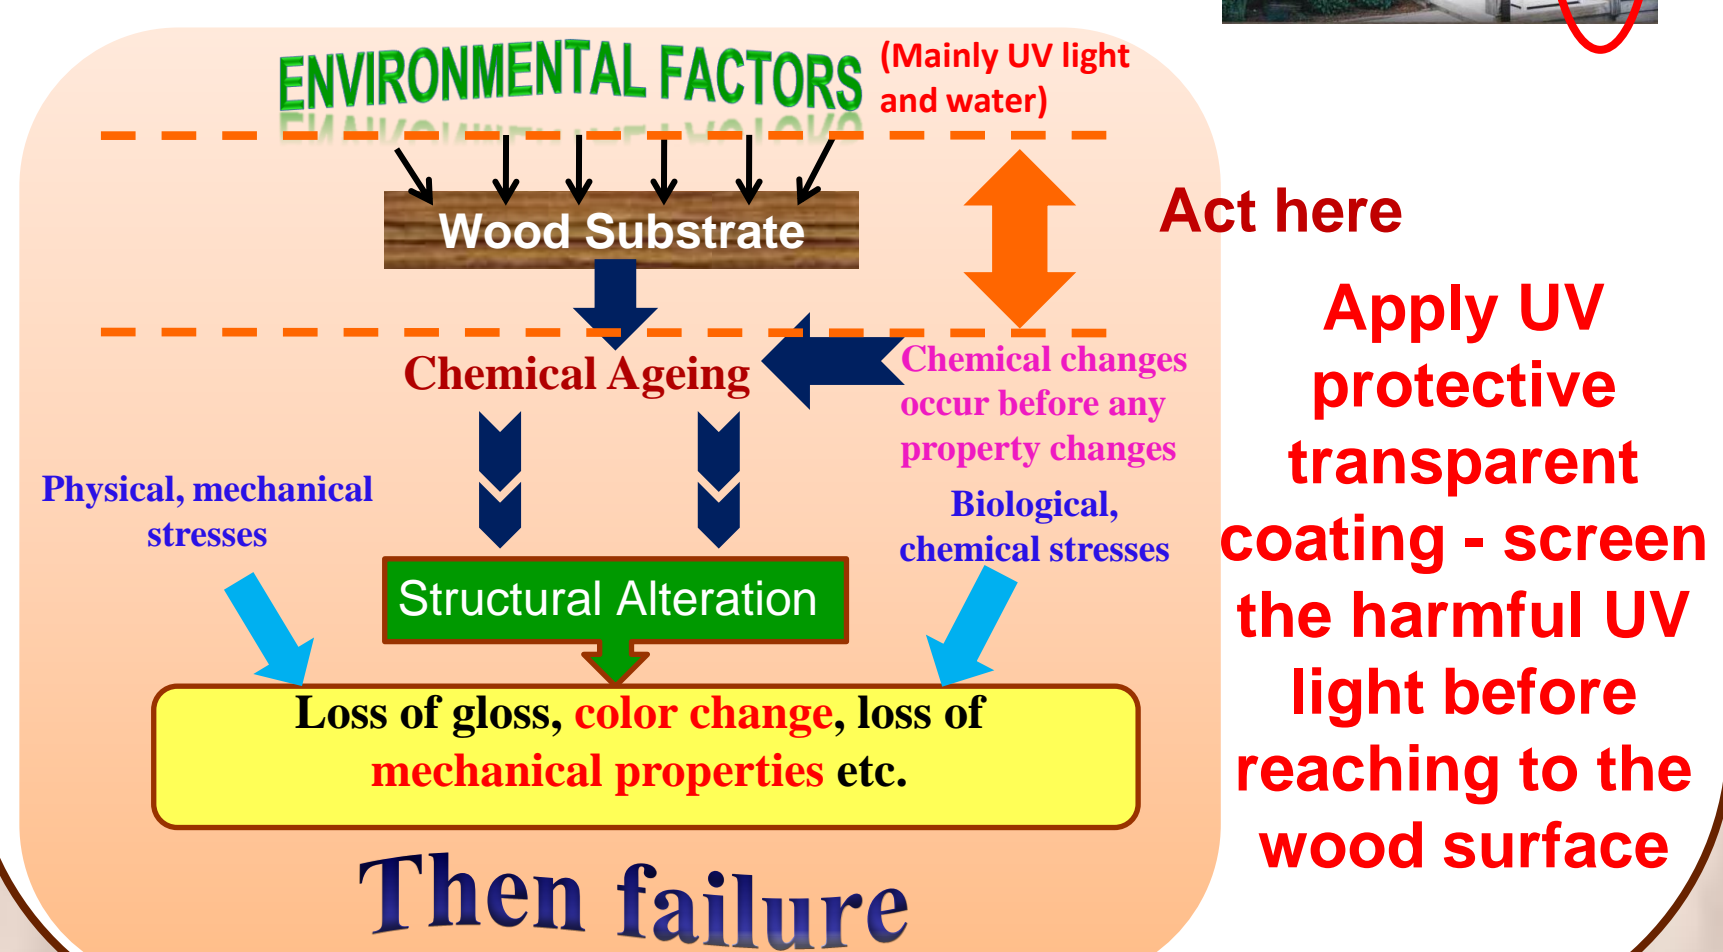 ENVIRONMENTAL FACTORS
(Mainly UV light
and water)
Wood Substrate
Act here
Chemical Ageing
Chemical changes
occur before any
property changes
Physical, mechanical
stresses
Biological,
chemical stresses
Structural Alteration
Loss of gloss, color change, loss of
mechanical properties etc.
Then failure
Apply UV
protective
transparent
coating - screen
the harmful UV
light before
reaching to the
wood surface